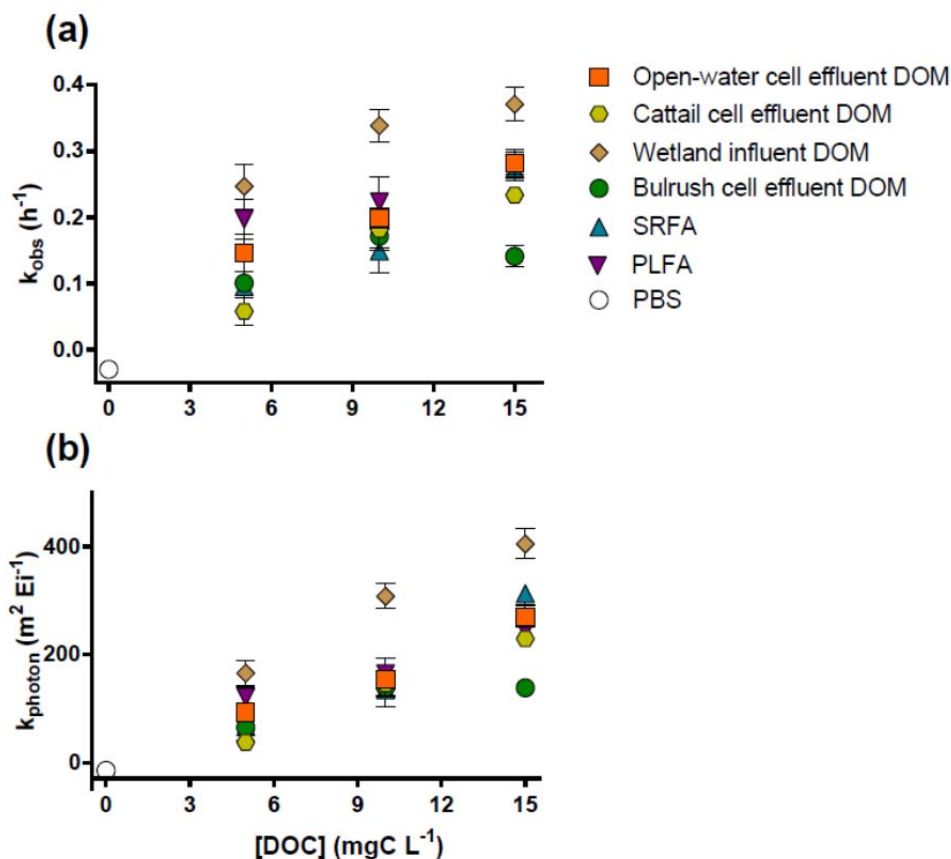 (a)
0.4
0.3
0.2
0.1
0.0
k_obs (h⁻¹)
0 3 6 9 12 15
Open-water cell effluent DOM
Cattail cell effluent DOM
Wetland influent DOM
Bulrush cell effluent DOM
SRFA
PLFA
PBS
(b)
400
200
0
k_photon (m² Ei⁻¹)
0 3 6 9 12 15
[DOC] (mgC L⁻¹)